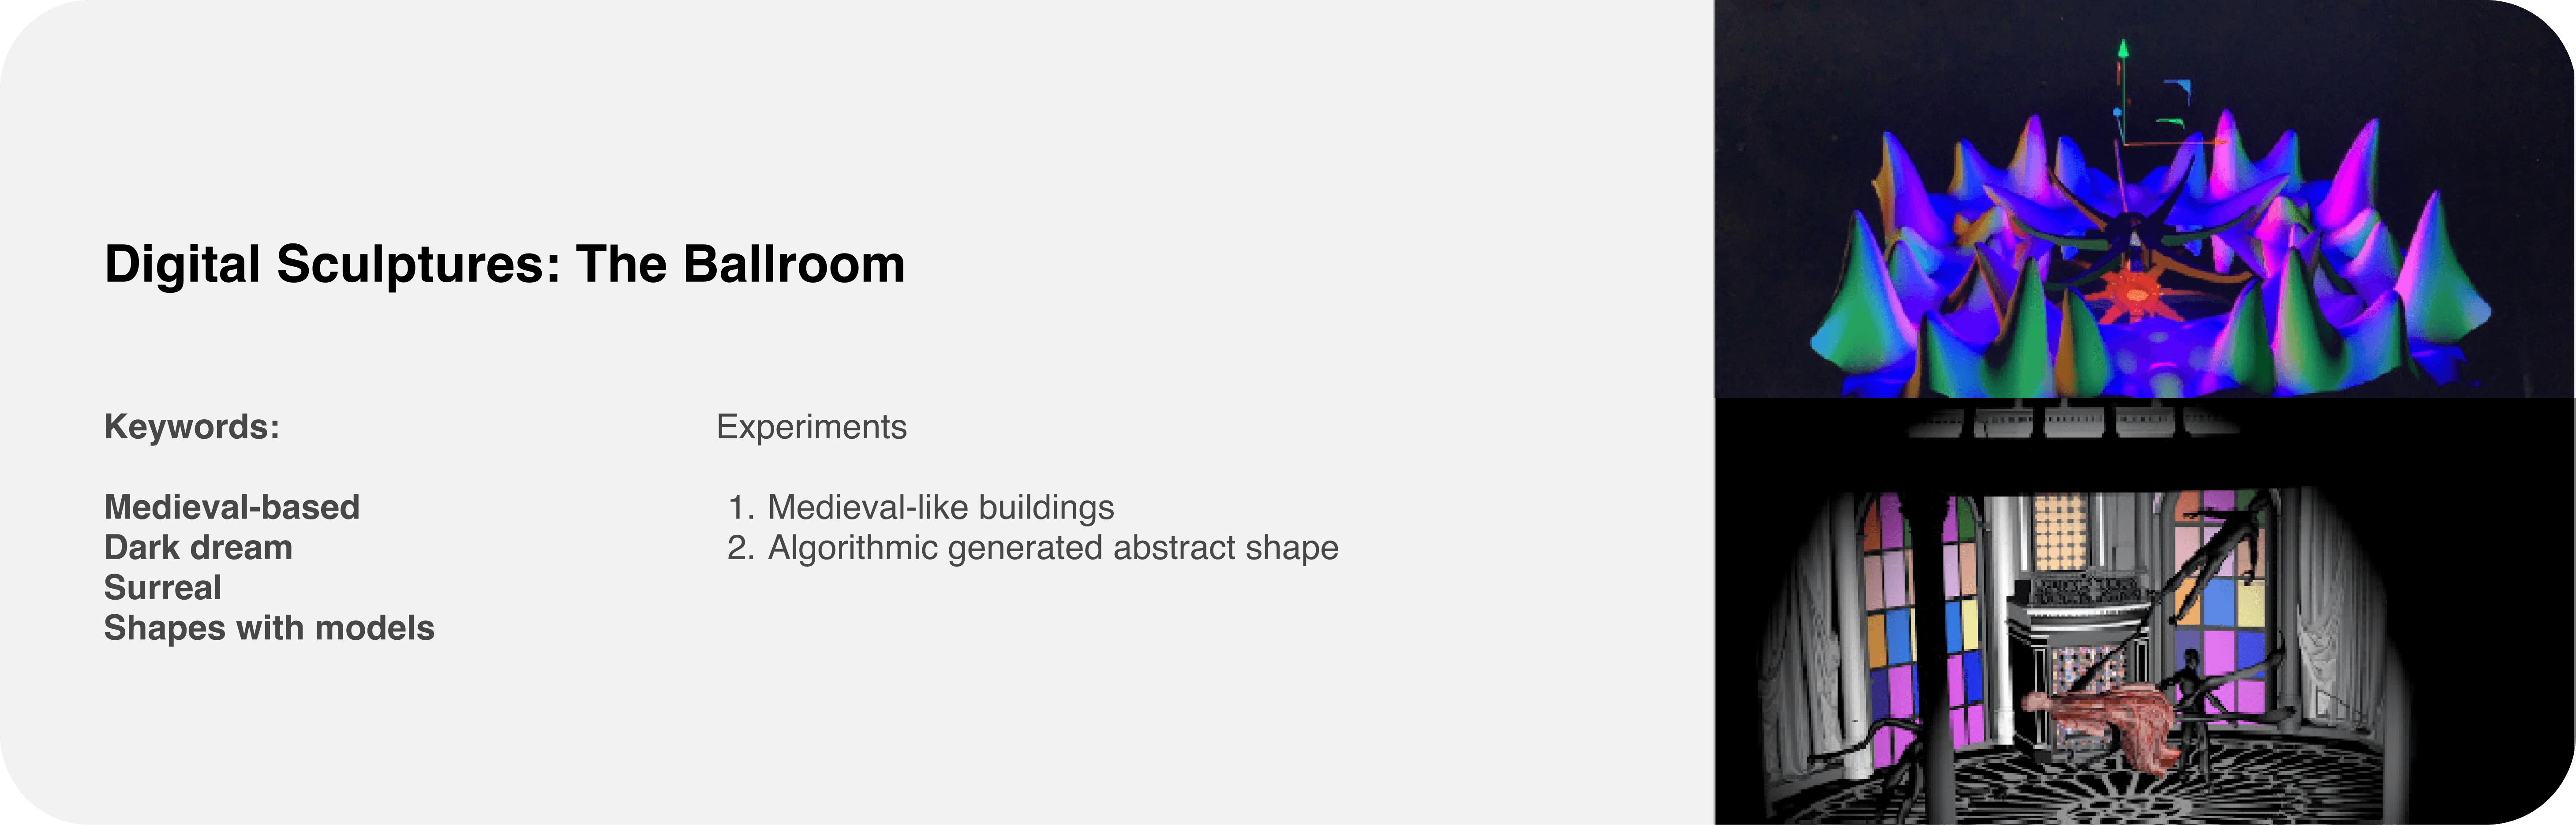 Digital Sculptures: The Ballroom
Keywords:
Medieval-based
Dark dream
Surreal
Shapes with models
Experiments
1. Medieval-like buildings
2. Algorithmic generated abstract shape